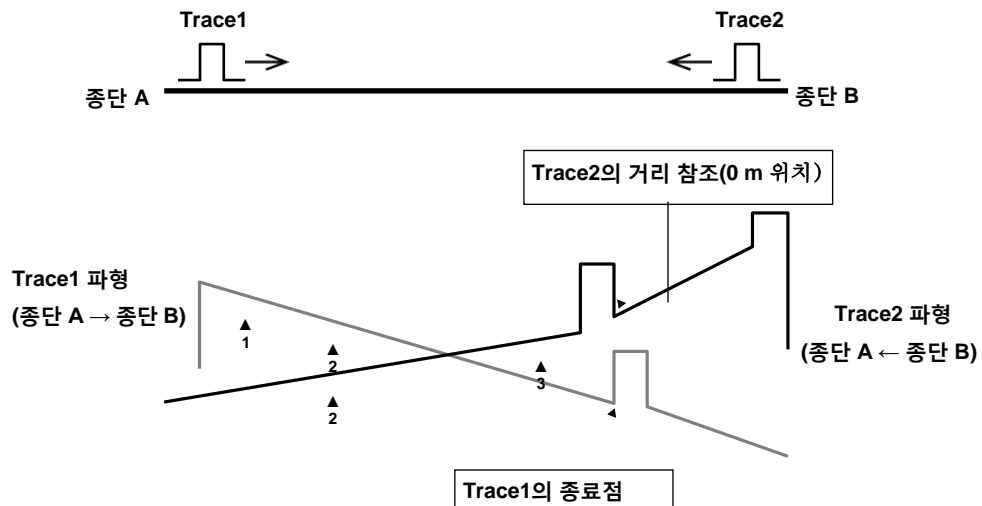 Trace1
Trace2
종단 A
종단 B
Trace2의 거리 참조(0 m 위치)
Trace1 파형
(종단 A → 종단 B)
Trace2 파형
(종단 A ← 종단 B)
1
2
3
2
Trace1의 종료점